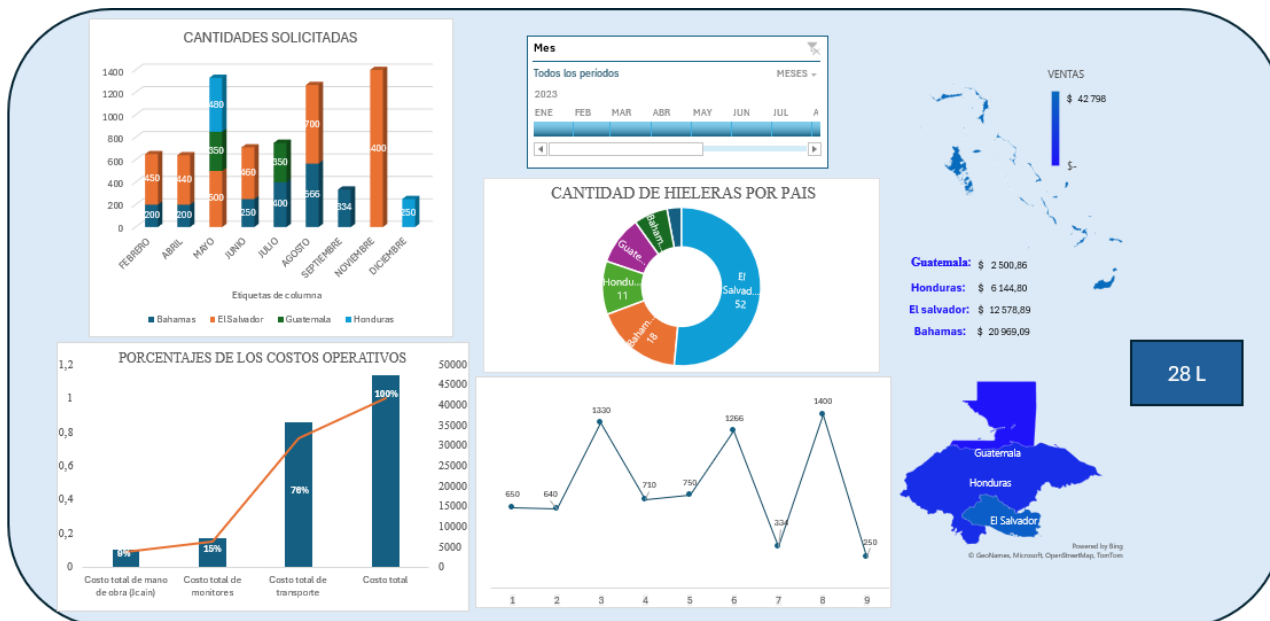 CANTIDADES SOLICITADAS
1400
1200
1000
800
600
400
200
0
450
200
440
200
480
350
500
460
250
350
400
700
566
334
400
250
FEBRERO
ABRIL
MAYO
JUNIO
JULIO
AGOSTO
SEPTIEMBRE
NOVIEMBRE
DICIEMBRE
Etiquetas de columna
Bahamas El Salvador Guatemala Honduras
Mes
Todos los periodos MESES
2023
ENE FEB MAR ABR MAY JUN JUL A
CANTIDAD DE HIELERAS POR PAIS
El Salvad... 52
Baham... 18
Hondu... 11
Guate...
Baham...
VENTAS
$ 42 798
$-
Guatemala: $ 2 500,86
Honduras: $ 6 144,80
El salvador: $ 12 578,89
Bahamas: $ 20 969,09
28 L
PORCENTAJES DE LOS COSTOS OPERATIVOS
1,2
1
0,8
0,6
0,4
0,2
0
50000
45000
40000
35000
30000
25000
20000
15000
10000
5000
0
9%
15%
76%
100%
Costo total de mano de obra (Jcain)
Costo total de monitores
Costo total de transporte
Costo total
650
640
1330
710
750
1266
334
1400
250
1 2 3 4 5 6 7 8 9
Guatemala
Honduras
El Salvador
Powered by Bing
© GeoNames, Microsoft, OpenStreetMap, TomTom